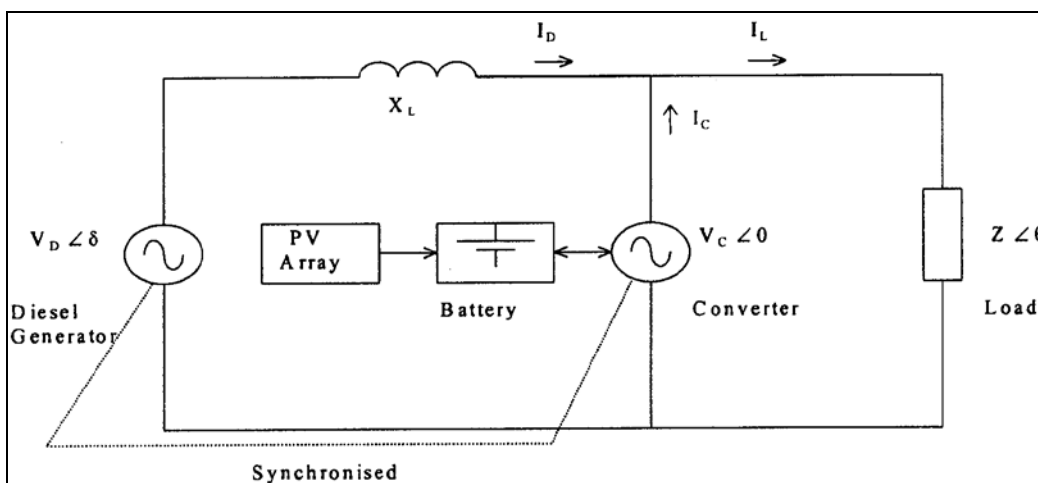 I_D
I_L
X_L
I_C
V_D ∠δ
PV
Array
V_C ∠0
Z ∠θ
Diesel
Generator
Battery
Converter
Load
Synchronised